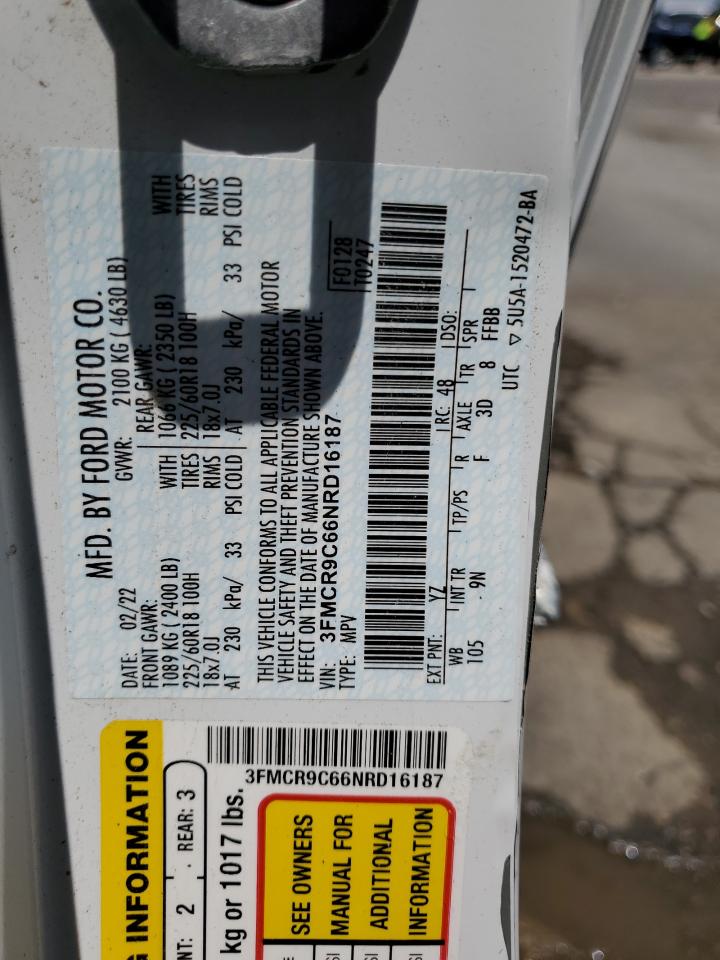 MFD. BY FORD MOTOR CO.
DATE: 02/22 GVWR: 2100 KG ( 4630 LB)
FRONT GAWR: REAR GAWR:
1089 KG ( 2400 LB) WITH 1066 KG ( 2350 LB) WITH
225/60R18 100H TIRES 225/60R18 100H TIRES
18x7.0J RIMS 18x7.0J RIMS
AT 230 kPa/ 33 PSI COLD AT 230 kPa/ 33 PSI COLD
THIS VEHICLE CONFORMS TO ALL APPLICABLE FEDERAL MOTOR
VEHICLE SAFETY AND THEFT PREVENTION STANDARDS IN
EFFECT ON THE DATE OF MANUFACTURE SHOWN ABOVE.
VIN: 3FMCR9C66NRD16187 F0128
TYPE: MPV T0247
EXT PNT: YZ RC: 48 DSO:
WB INT TR TP/PS R AXLE TR SPR
105 9N F 3D 8 FFBB
UTC ▽ 5U5A-1520472-BA
G INFORMATION
NT: 2 REAR: 3
kg or 1017 lbs.
3FMCR9C66NRD16187
SEE OWNERS
MANUAL FOR
ADDITIONAL
INFORMATION